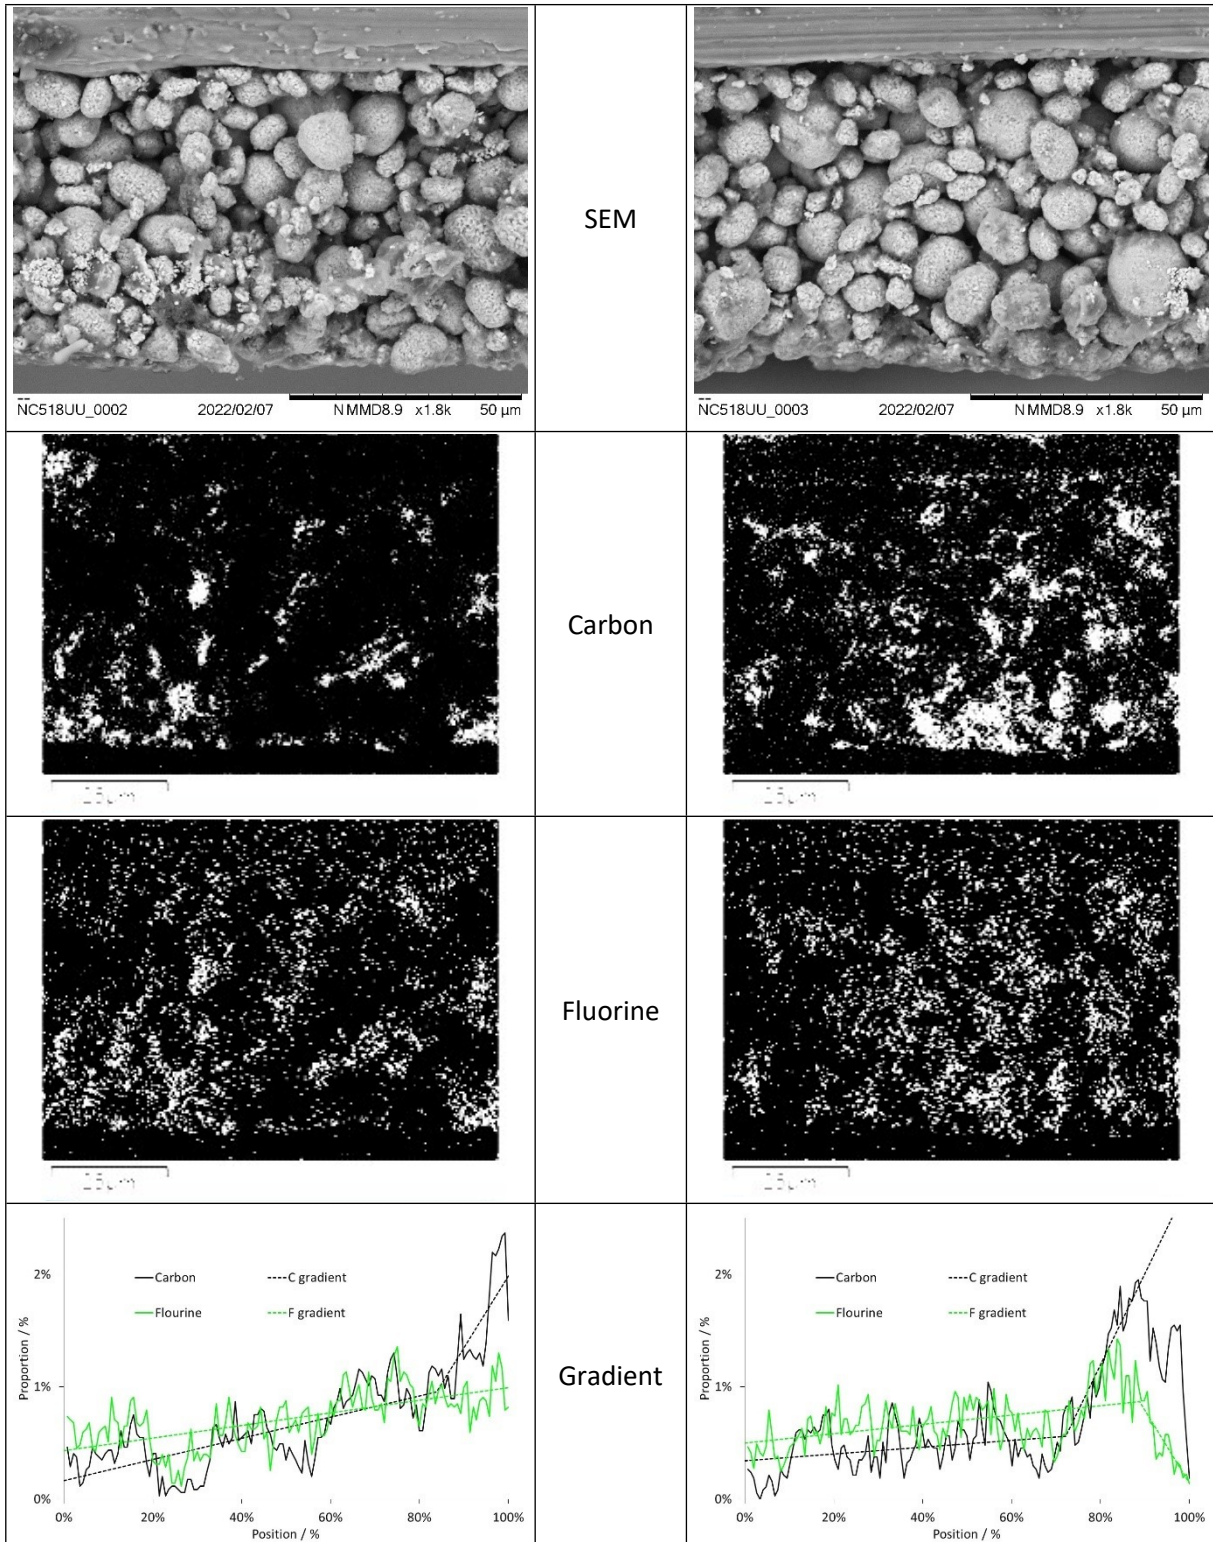 SEM
NC518UU_0002 2022/02/07 NMMD8.9 x1.8k 50 µm
NC518UU_0003 2022/02/07 NMMD8.9 x1.8k 50 µm
Carbon
Fluorine
Gradient
2%
1%
0%
Proportion / %
Carbon
C gradient
Flourine
F gradient
0% 20% 40% 60% 80% 100%
Position / %
2%
1%
0%
Proportion / %
Carbon
C gradient
Flourine
F gradient
0% 20% 40% 60% 80% 100%
Position / %